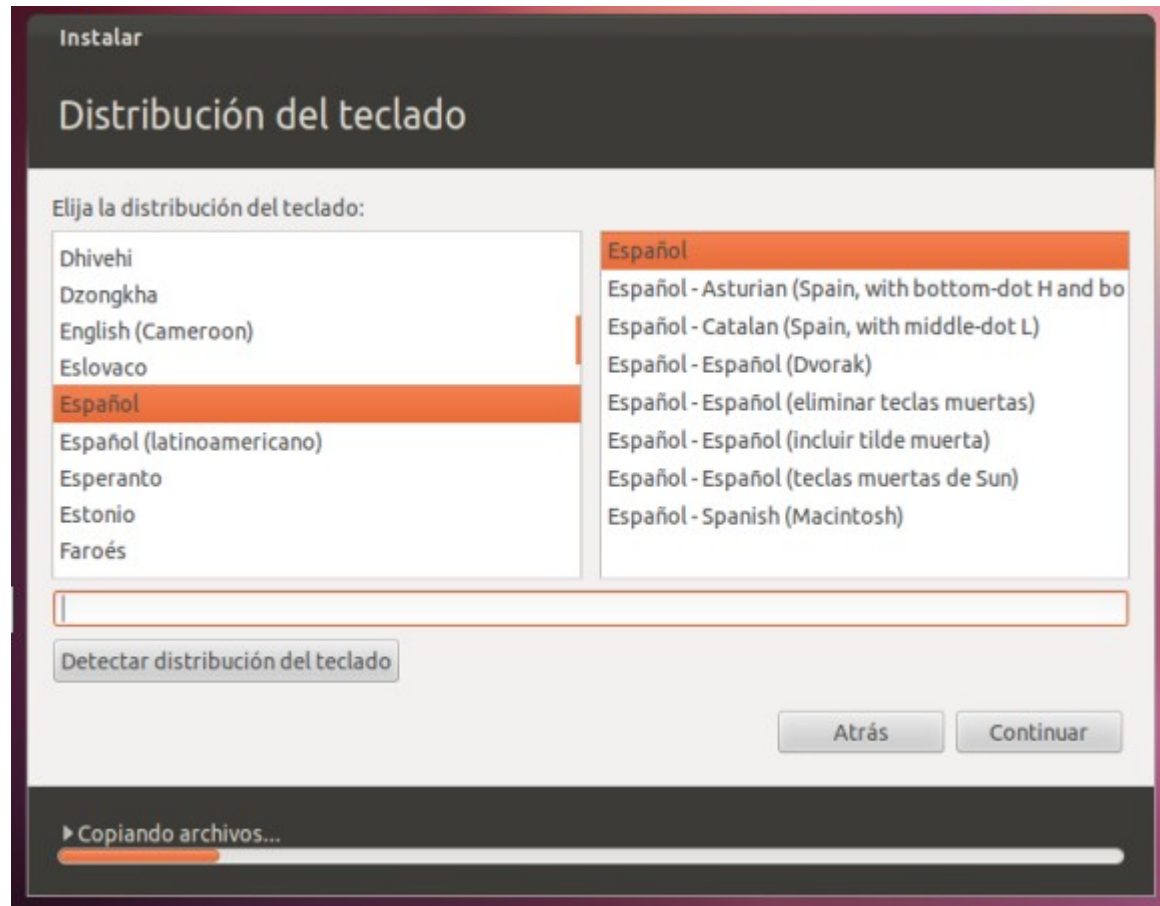 Instalar
Distribución del teclado
Elija la distribución del teclado:
Dhivehi
Dzongkha
English (Cameroon)
Eslovaco
Español
Español (latinoamericano)
Esperanto
Estonio
Faroés
Español
Español - Asturian (Spain, with bottom-dot H and bo
Español - Catalan (Spain, with middle-dot L)
Español - Español (Dvorak)
Español - Español (eliminar teclas muertas)
Español - Español (incluir tilde muerta)
Español - Español (teclas muertas de Sun)
Español - Spanish (Macintosh)
Detectar distribución del teclado
Atrás
Continuar
Copiando archivos...